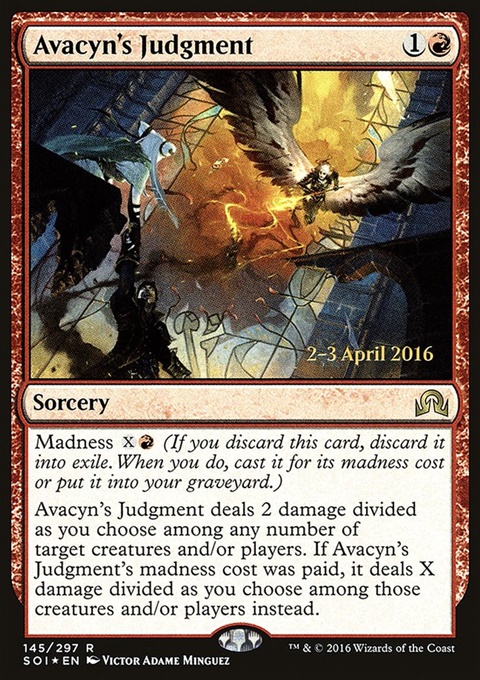 Avacyn's Judgment 1
2-3 April 2016
Sorcery
Madness X (If you discard this card, discard it
into exile. When you do, cast it for its madness cost
or put it into your graveyard.)
Avacyn's Judgment deals 2 damage divided
as you choose among any number of
target creatures and/or players. If Avacyn's
Judgment's madness cost was paid, it deals X
damage divided as you choose among those
creatures and/or players instead.
145/297 R
SOI★EN Victor Adame Minguez
™ & © 2016 Wizards of the Coast